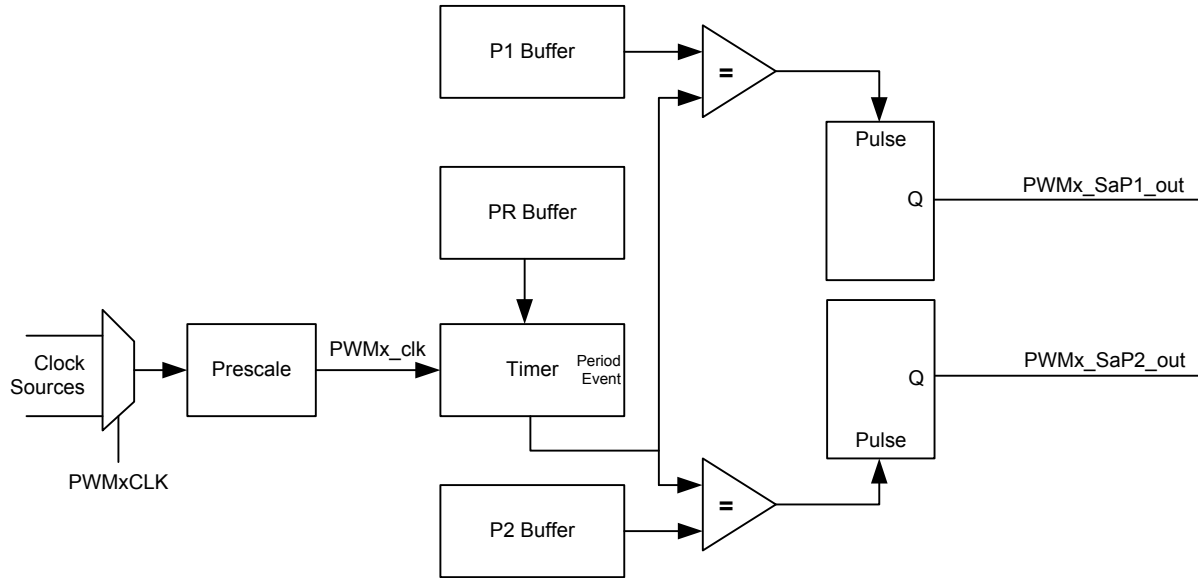 P1 Buffer
=
Pulse
Q
PWMx_SaP1_out
PR Buffer
Clock
Sources
PWMxCLK
Prescale
PWMx_clk
Timer
Period
Event
Q
PWMx_SaP2_out
Pulse
P2 Buffer
=